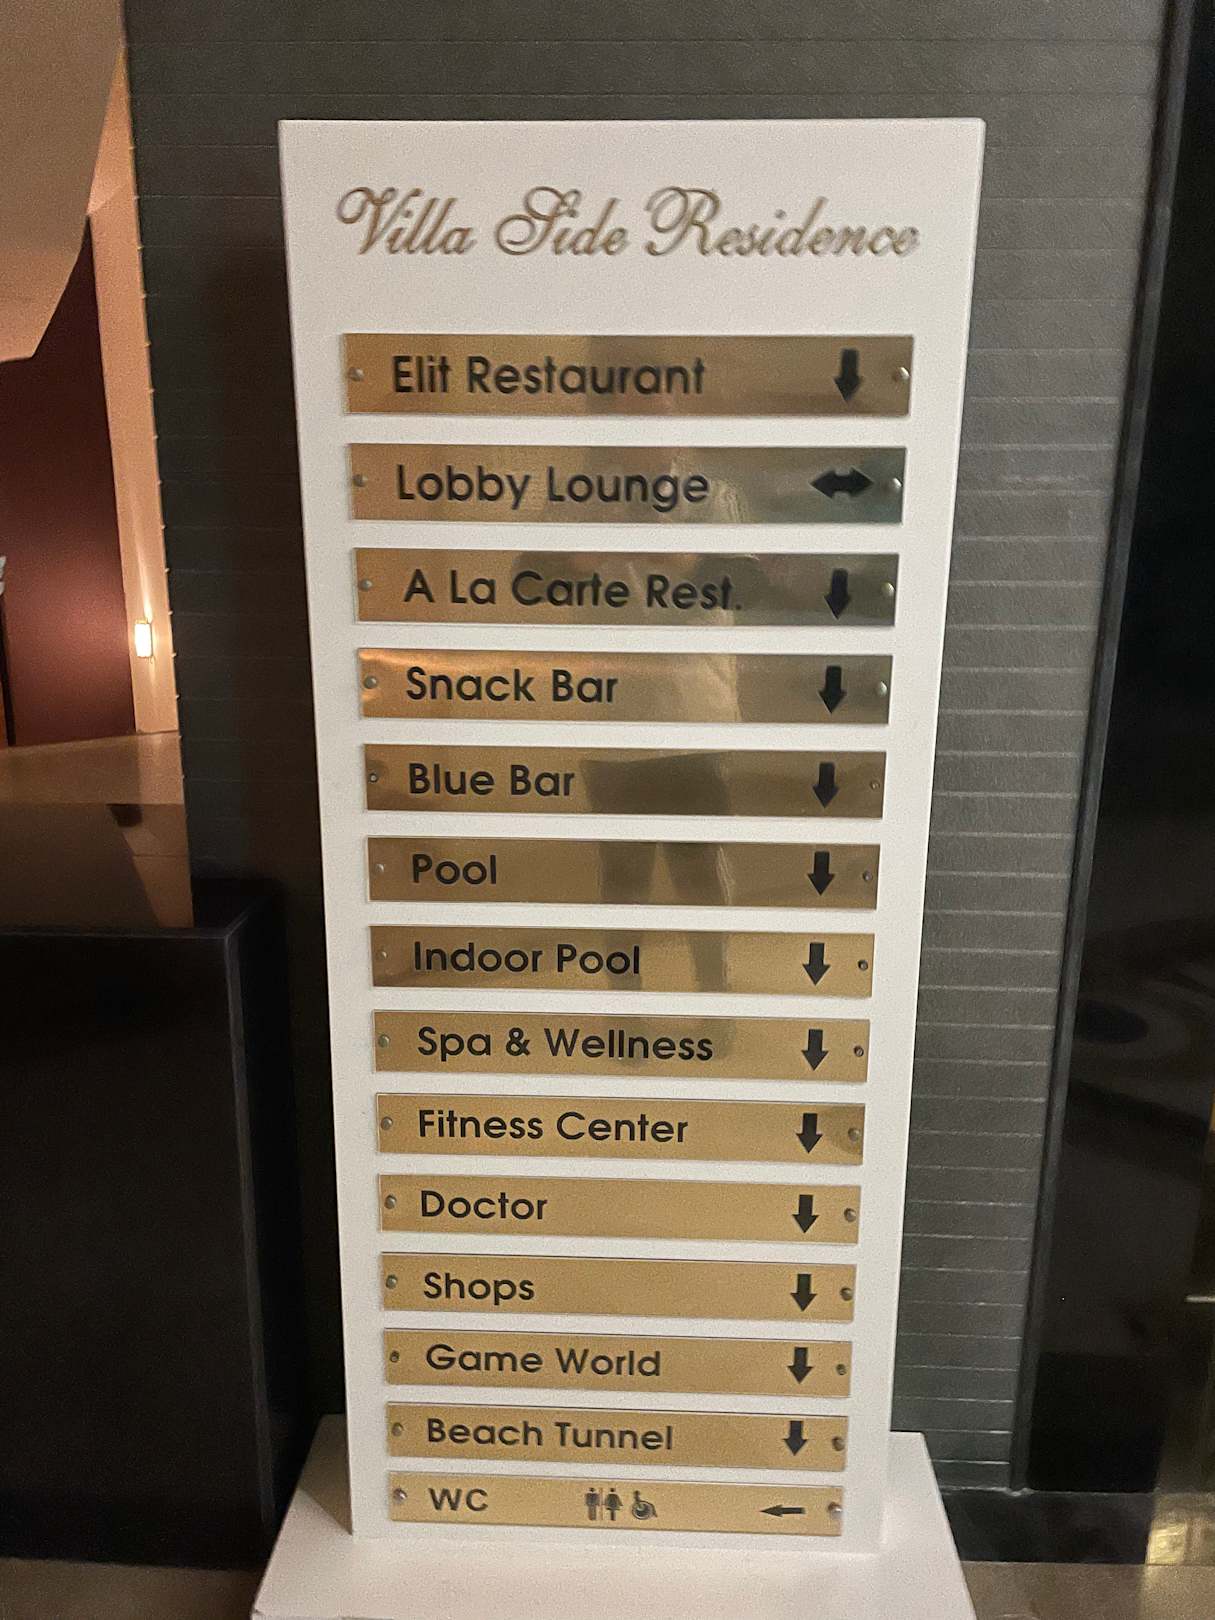 Villa Side Residence
Elit Restaurant
Lobby Lounge
A La Carte Rest.
Snack Bar
Blue Bar
Pool
Indoor Pool
Spa & Wellness
Fitness Center
Doctor
Shops
Game World
Beach Tunnel
WC